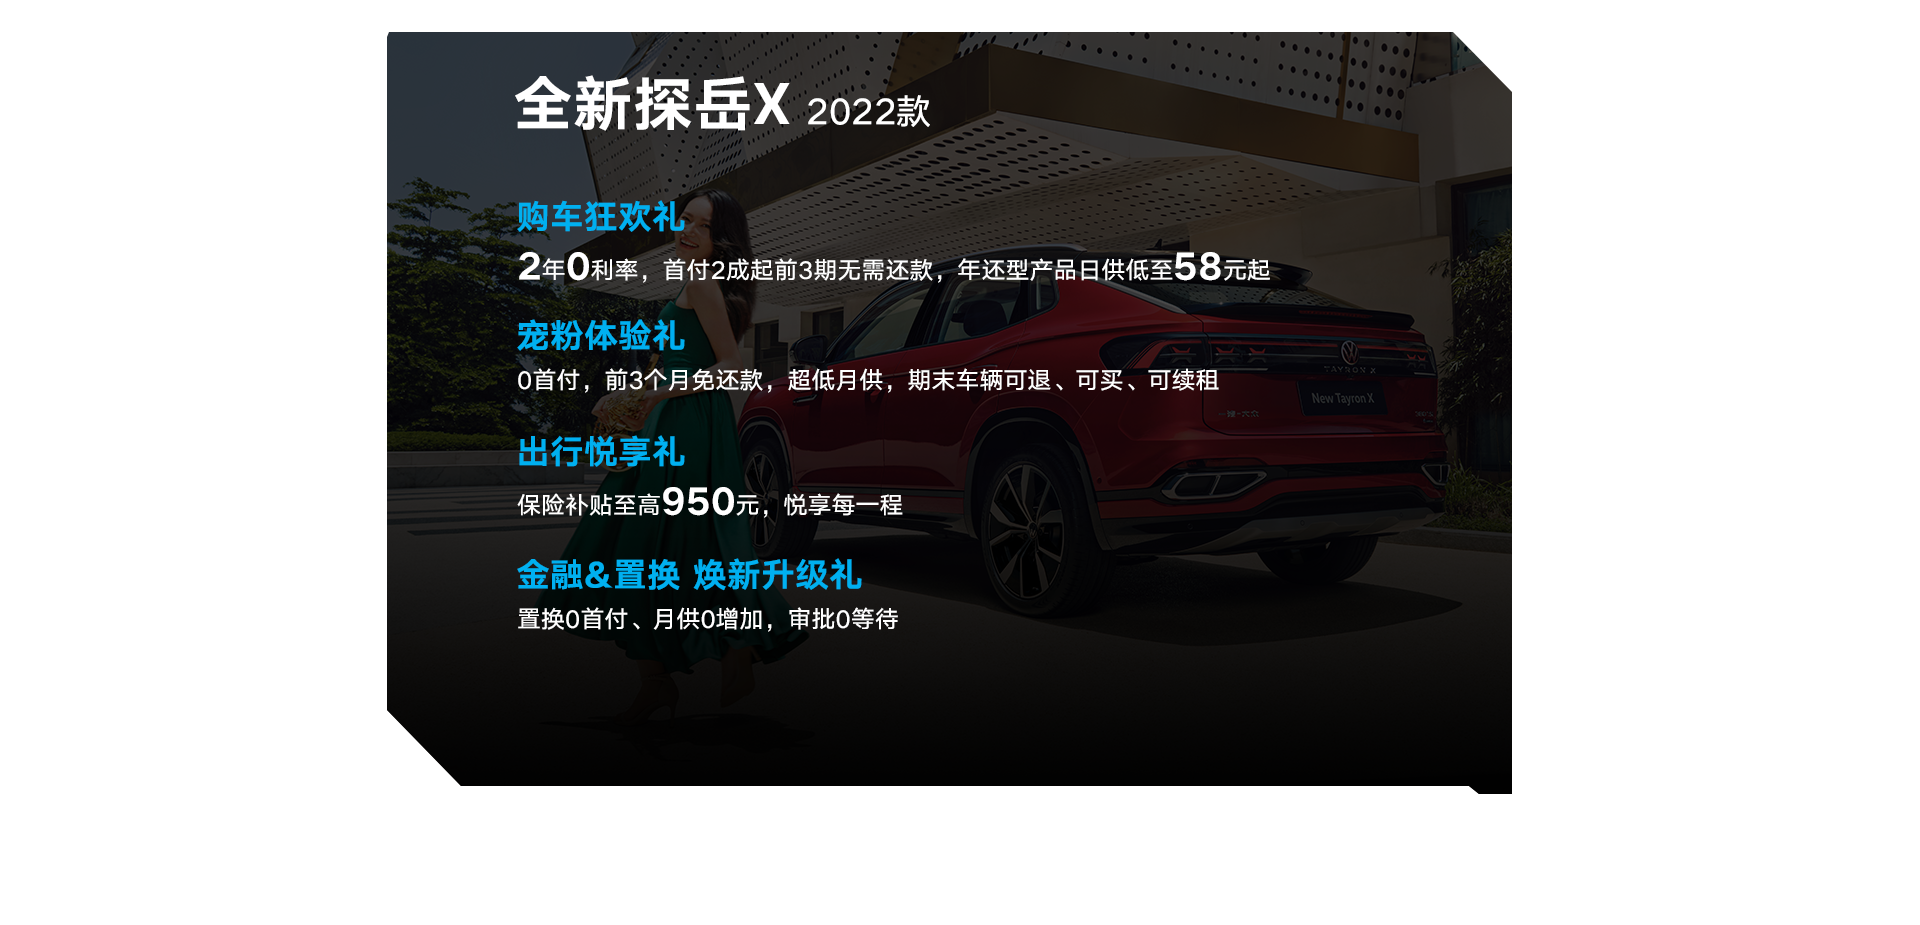 全新探岳X 2022款
购车狂欢礼
2年0利率，首付2成起前3期无需还款，年还型产品日供低至58元起
宠粉体验礼
0首付，前3个月免还款，超低月供，期末车辆可退、可买、可续租
出行悦享礼
保险补贴至高950元，悦享每一程
金融&置换 焕新升级礼
置换0首付、月供0增加，审批0等待
TAYRON X
New Tayron X
一汽-大众